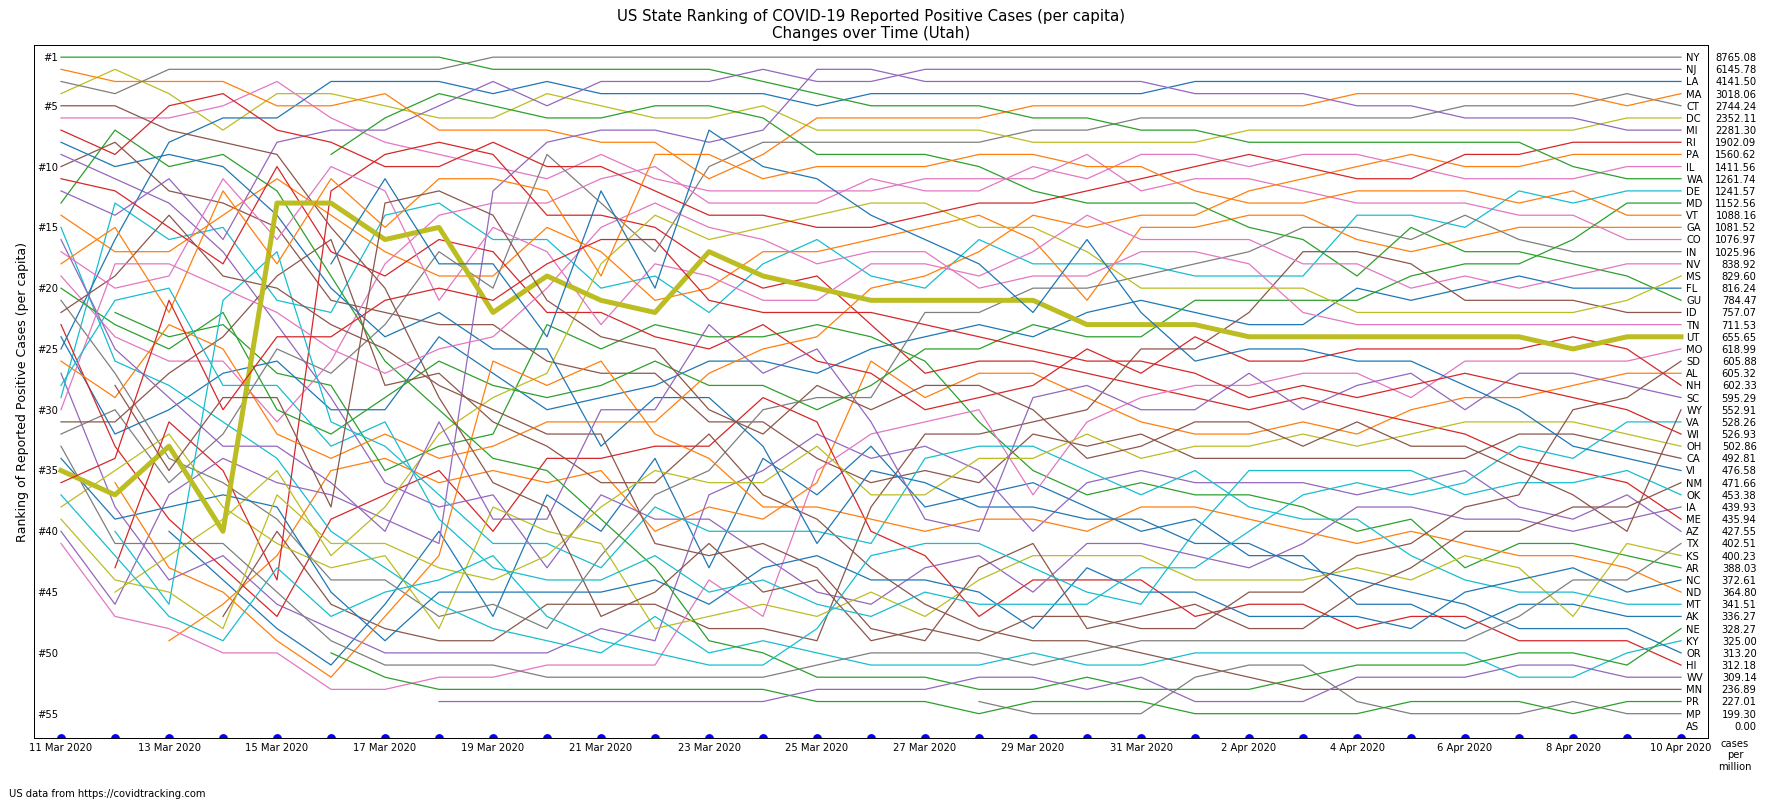 US State Ranking of COVID-19 Reported Positive Cases (per capita)
Changes over Time (Utah)
Ranking of Reported Positive Cases (per capita)
#1
#5
#10
#15
#20
#25
#30
#35
#40
#45
#50
#55
NY 8765.08
NJ 6145.78
LA 4141.50
MA 3018.06
CT 2744.24
DC 2352.11
MI 2281.30
RI 1902.09
PA 1560.62
IL 1411.56
WA 1261.74
DE 1241.57
MD 1152.56
VT 1088.16
GA 1081.52
CO 1076.97
IN 1025.96
NV 838.92
MS 829.60
FL 816.24
GU 784.47
ID 757.07
TN 711.53
UT 655.65
MO 618.99
SD 605.88
AL 605.32
NH 602.33
SC 595.29
WY 552.91
VA 528.26
WI 526.93
OH 502.86
CA 492.81
VI 476.58
NM 471.66
OK 453.38
IA 439.93
ME 435.94
AZ 427.55
TX 402.51
KS 400.23
AR 388.03
NC 372.61
ND 364.80
MT 341.51
AK 336.27
NE 328.27
KY 325.00
OR 313.20
HI 312.18
WV 309.14
MN 236.89
PR 227.01
MP 199.30
AS 0.00
11 Mar 2020 13 Mar 2020 15 Mar 2020 17 Mar 2020 19 Mar 2020 21 Mar 2020 23 Mar 2020 25 Mar 2020 27 Mar 2020 29 Mar 2020 31 Mar 2020 2 Apr 2020 4 Apr 2020 6 Apr 2020 8 Apr 2020 10 Apr 2020
cases
per
million
US data from https://covidtracking.com